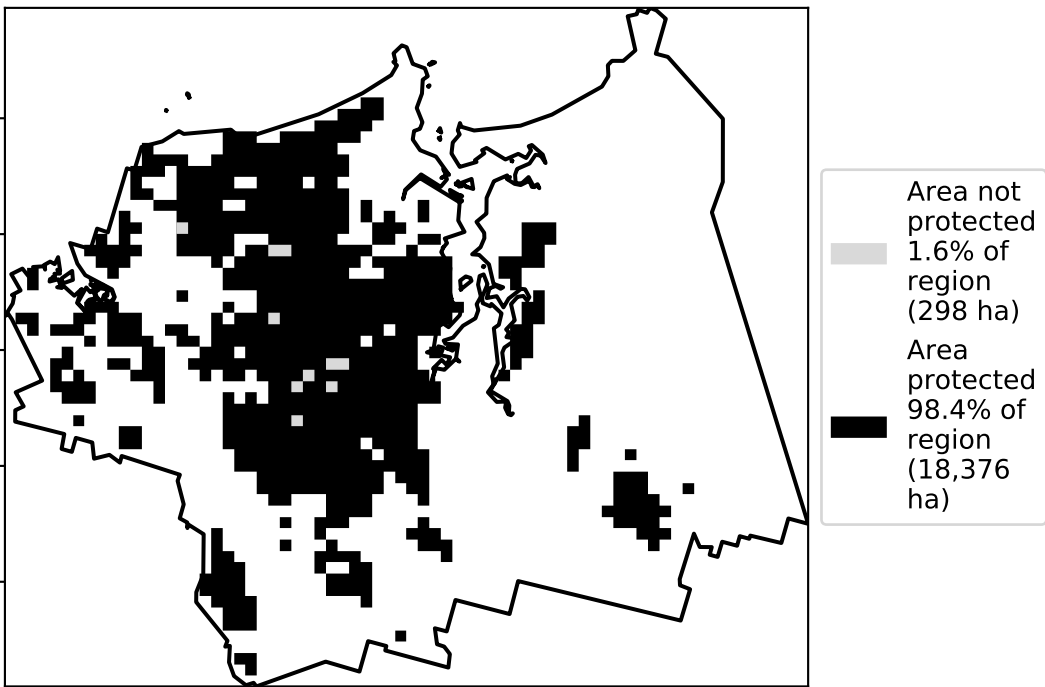 Area not
protected
1.6% of
region
(298 ha)
Area
protected
98.4% of
region
(18,376
ha)